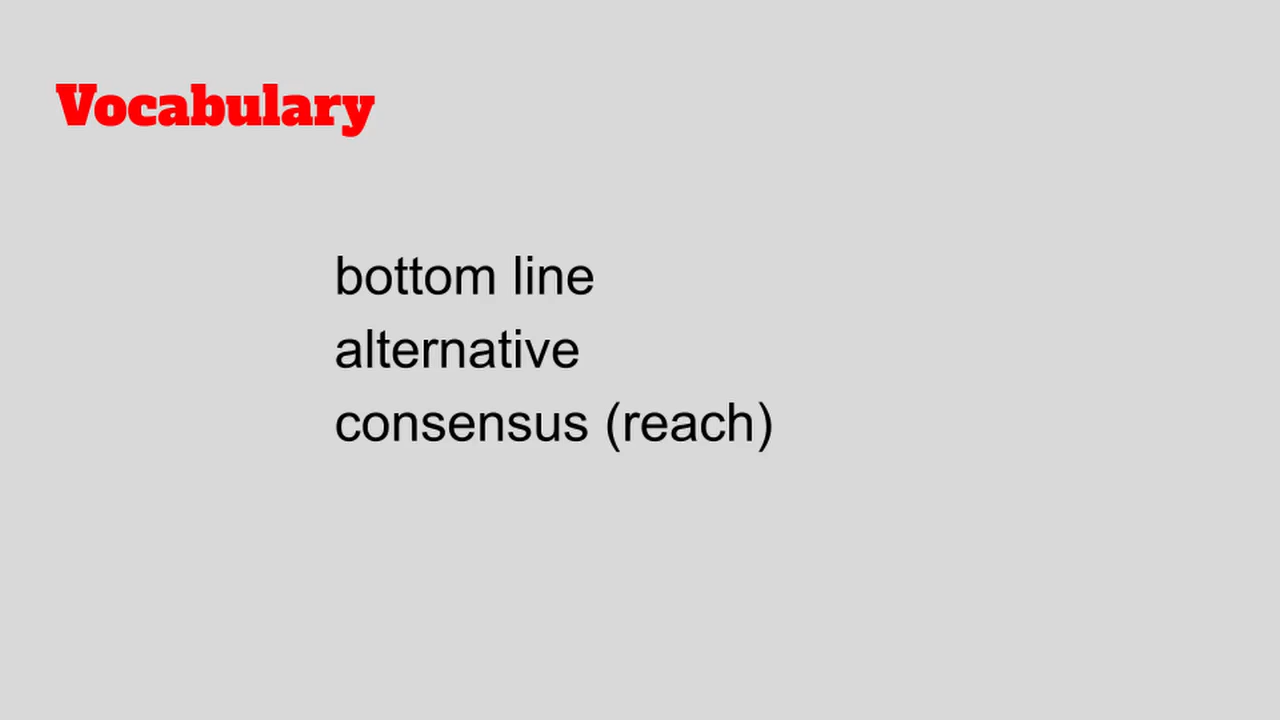 Vocabulary
bottom line
alternative
consensus (reach)